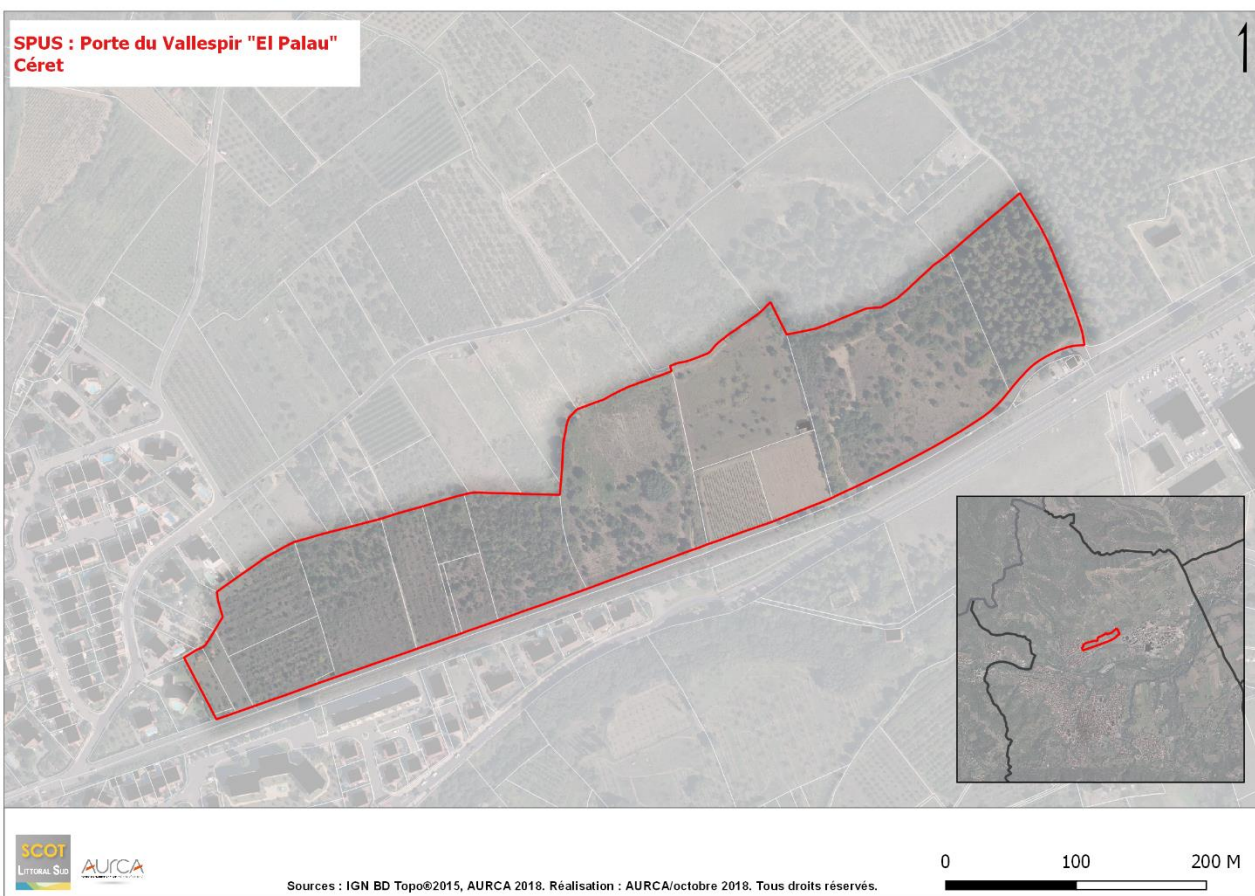 SPUS : Porte du Vallespir "El Palau"
Céret
SCOT
LITTORAL SUD
AURCA
Sources : IGN BD Topo®2015, AURCA 2018. Réalisation : AURCA/octobre 2018. Tous droits réservés.
0 100 200 M